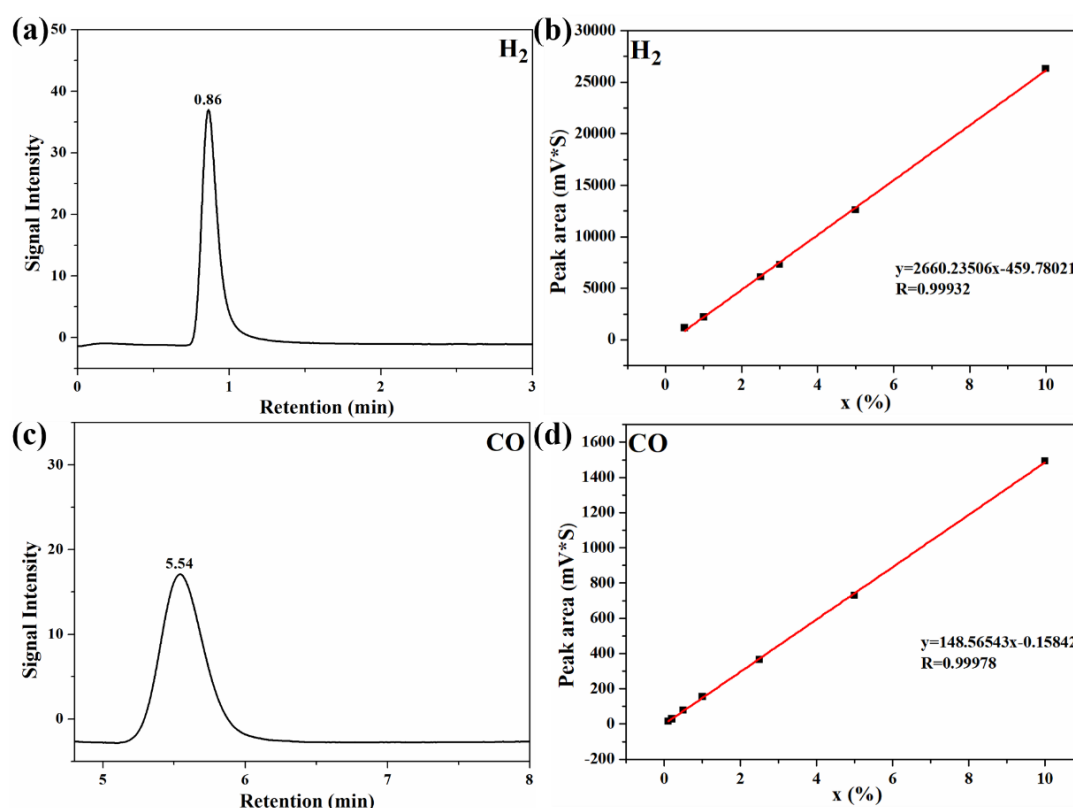 (a)
H2
0.86
50
40
30
20
10
0
Signal Intensity
0 1 2 3
Retention (min)
(b)
H2
30000
25000
20000
15000
10000
5000
0
Peak area (mV*S)
y=2660.23506x-459.78021
R=0.99932
0 2 4 6 8 10
x (%)
(c)
CO
5.54
30
20
10
0
Signal Intensity
5 6 7 8
Retention (min)
(d)
CO
1600
1400
1200
1000
800
600
400
200
0
-200
Peak area (mV*S)
y=148.56543x-0.15842
R=0.99978
0 2 4 6 8 10
x (%)